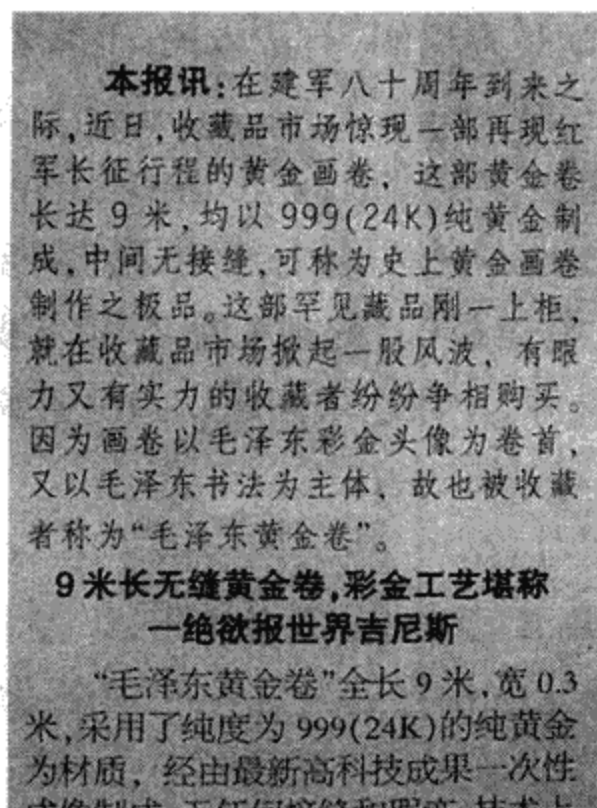 本报讯:在建军八十周年到来之
际,近日,收藏品市场惊现一部再现红
军长征行程的黄金画卷，这部黄金卷
长达9米,均以999(24K)纯黄金制
成,中间无接缝,可称为史上黄金画卷
制作之极品。这部罕见藏品刚一上柜，
就在收藏品市场掀起一股风波，有眼
力又有实力的收藏者纷纷争相购买。
因为画卷以毛泽东彩金头像为卷首，
又以毛泽东书法为主体，故也被收藏
者称为“毛泽东黄金卷”。
9米长无缝黄金卷,彩金工艺堪称
一绝欲报世界吉尼斯
“毛泽东黄金卷”全长9米,宽0.3
米,采用了纯度为999(24K)的纯黄金
为材质，经由最新高科技成果一次性